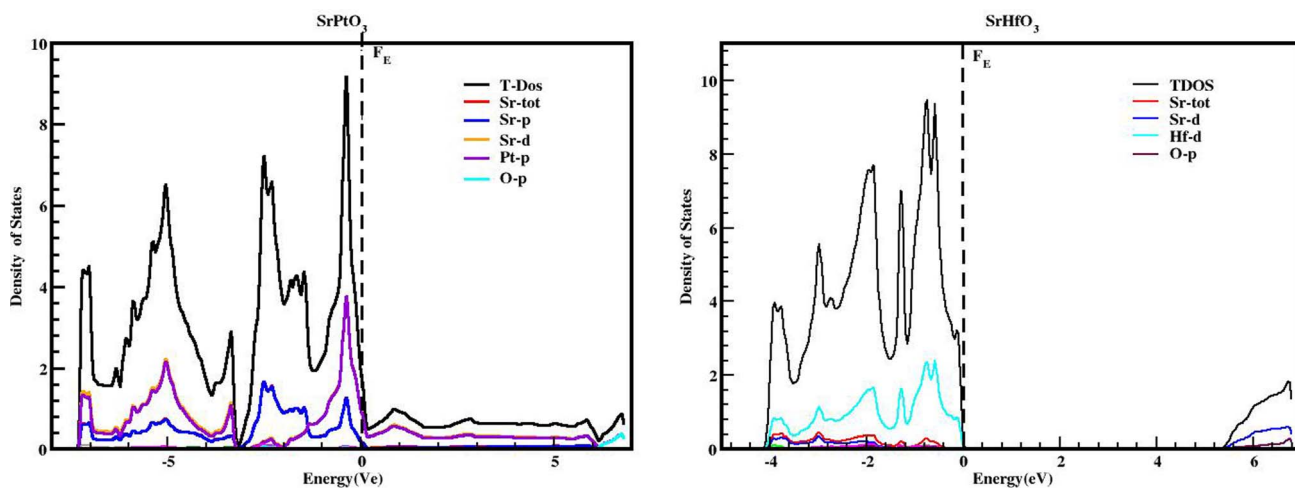 SrPtO3
10
8
6
4
2
0
Density of States
FE
T-Dos
Sr-tot
Sr-p
Sr-d
Pt-p
O-p
-5
0
5
Energy(Ve)
SrHfO3
10
8
6
4
2
0
Density of States
FE
TDOS
Sr-tot
Sr-d
Hf-d
O-p
-4
-2
0
2
4
6
Energy(eV)